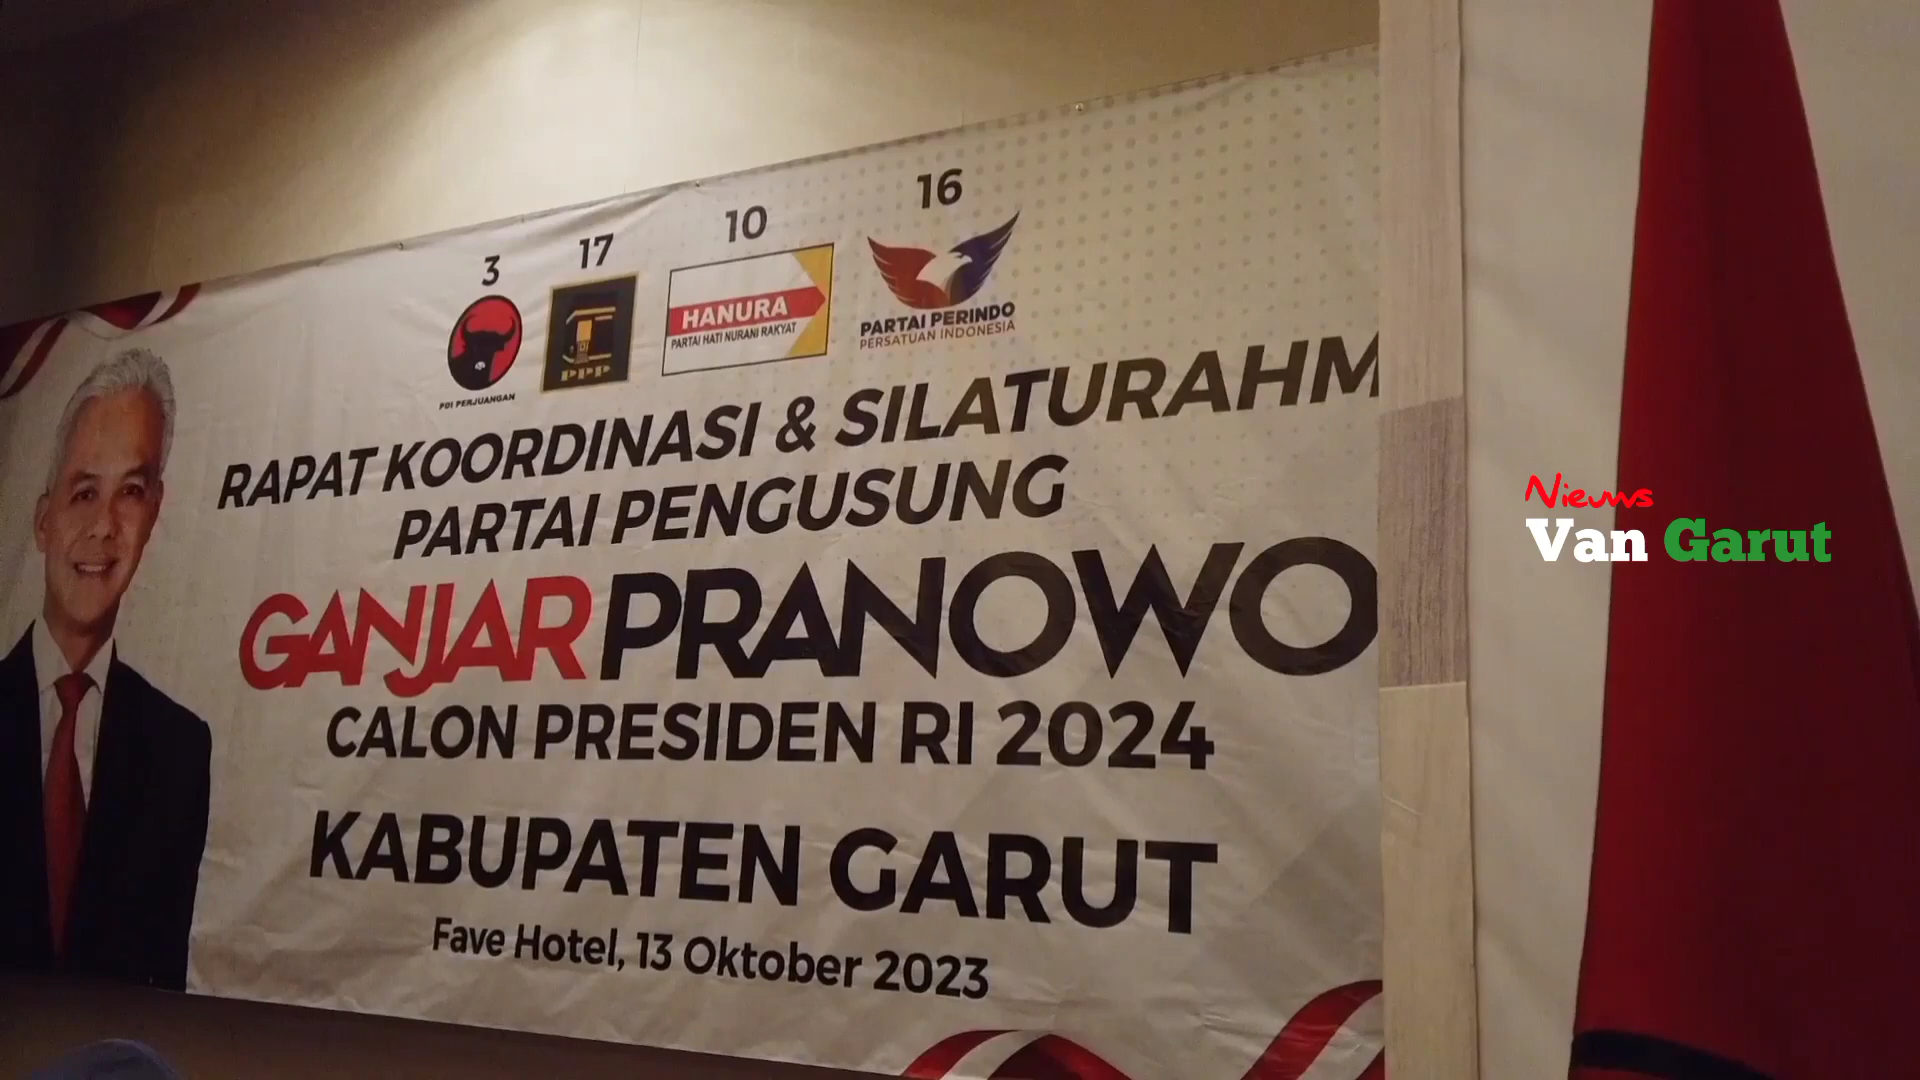 3 17 10 16
PDI PERJUANGAN
PPP
HANURA
PARTAI HATI NURANI RAKYAT
PARTAI PERINDO
PERSATUAN INDONESIA
RAPAT KOORDINASI & SILATURAHM
PARTAI PENGUSUNG
GANJAR PRANOWO
CALON PRESIDEN RI 2024
KABUPATEN GARUT
Fave Hotel, 13 Oktober 2023
Nieuws
Van Garut